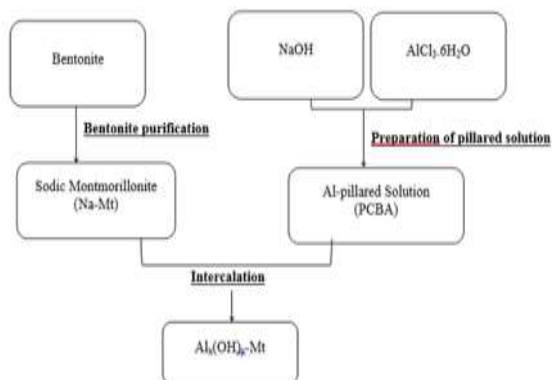 Bentonite
NaOH
AlCl₃.6H₂O
Bentonite purification
Preparation of pillared solution
Sodic Montmorillonite
(Na-Mt)
Al-pillared Solution
(PCBA)
Intercalation
Alₓ(OH)ᵧ-Mt